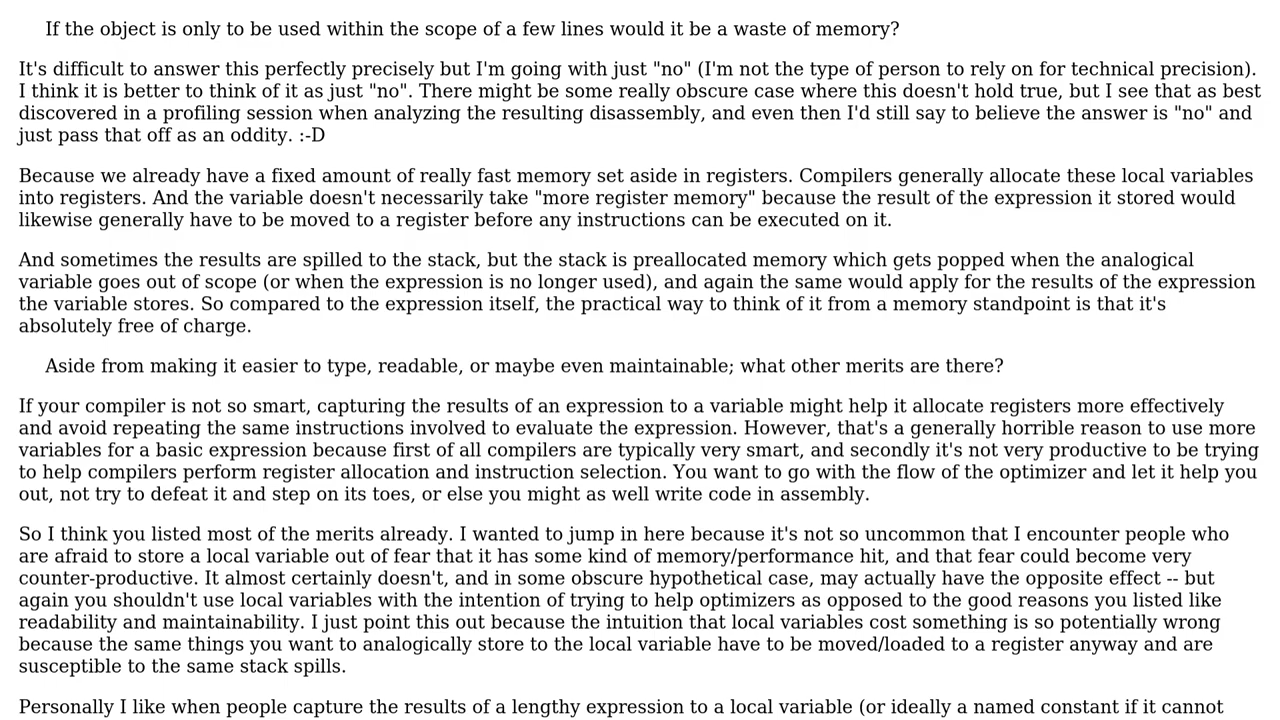 If the object is only to be used within the scope of a few lines would it be a waste of memory?
It's difficult to answer this perfectly precisely but I'm going with just "no" (I'm not the type of person to rely on for technical precision).
I think it is better to think of it as just "no". There might be some really obscure case where this doesn't hold true, but I see that as best
discovered in a profiling session when analyzing the resulting disassembly, and even then I'd still say to believe the answer is "no" and
just pass that off as an oddity. :-D
Because we already have a fixed amount of really fast memory set aside in registers. Compilers generally allocate these local variables
into registers. And the variable doesn't necessarily take "more register memory" because the result of the expression it stored would
likewise generally have to be moved to a register before any instructions can be executed on it.
And sometimes the results are spilled to the stack, but the stack is preallocated memory which gets popped when the analogical
variable goes out of scope (or when the expression is no longer used), and again the same would apply for the results of the expression
the variable stores. So compared to the expression itself, the practical way to think of it from a memory standpoint is that it's
absolutely free of charge.
Aside from making it easier to type, readable, or maybe even maintainable; what other merits are there?
If your compiler is not so smart, capturing the results of an expression to a variable might help it allocate registers more effectively
and avoid repeating the same instructions involved to evaluate the expression. However, that's a generally horrible reason to use more
variables for a basic expression because first of all compilers are typically very smart, and secondly it's not very productive to be trying
to help compilers perform register allocation and instruction selection. You want to go with the flow of the optimizer and let it help you
out, not try to defeat it and step on its toes, or else you might as well write code in assembly.
So I think you listed most of the merits already. I wanted to jump in here because it's not so uncommon that I encounter people who
are afraid to store a local variable out of fear that it has some kind of memory/performance hit, and that fear could become very
counter-productive. It almost certainly doesn't, and in some obscure hypothetical case, may actually have the opposite effect -- but
again you shouldn't use local variables with the intention of trying to help optimizers as opposed to the good reasons you listed like
readability and maintainability. I just point this out because the intuition that local variables cost something is so potentially wrong
because the same things you want to analogically store to the local variable have to be moved/loaded to a register anyway and are
susceptible to the same stack spills.
Personally I like when people capture the results of a lengthy expression to a local variable (or ideally a named constant if it cannot